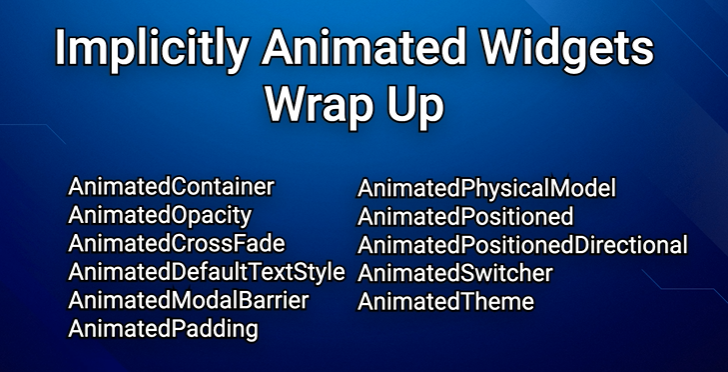 Implicitly Animated Widgets
Wrap Up
AnimatedContainer
AnimatedOpacity
AnimatedCrossFade
AnimatedDefaultTextStyle
AnimatedModalBarrier
AnimatedPadding
AnimatedPhysicalModel
AnimatedPositioned
AnimatedPositionedDirectional
AnimatedSwitcher
AnimatedTheme